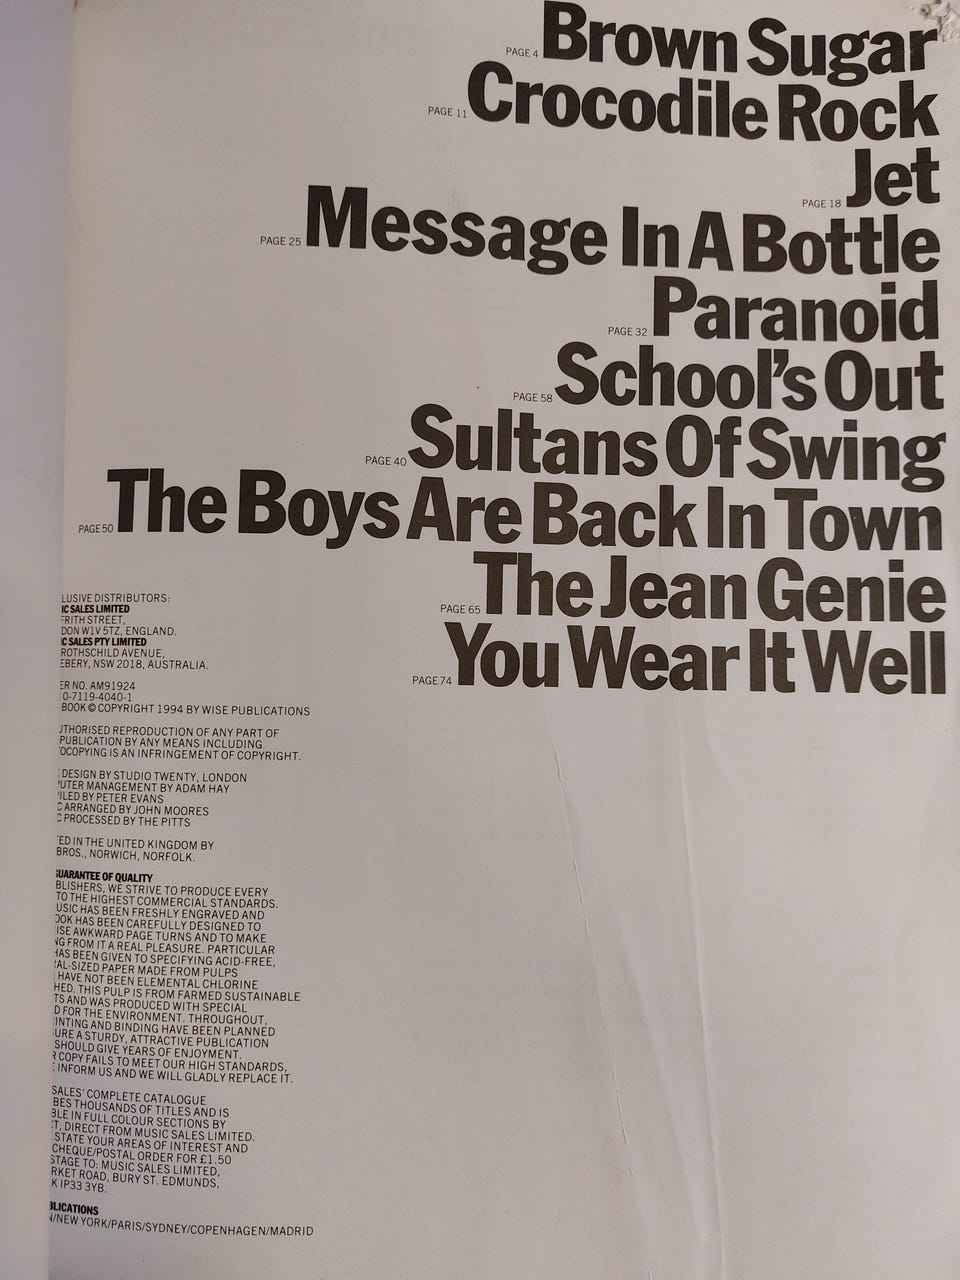 PAGE 4 Brown Sugar
PAGE 11 Crocodile Rock
PAGE 18 Jet
PAGE 25 Message In A Bottle
PAGE 32 Paranoid
PAGE 58 School's Out
PAGE 40 Sultans Of Swing
PAGE 50 The Boys Are Back In Town
PAGE 65 The Jean Genie
PAGE 74 You Wear It Well
LUSIVE DISTRIBUTORS:
IC SALES LIMITED
FRITH STREET,
DON W1V 5TZ, ENGLAND.
C SALES PTY LIMITED
ROTHSCHILD AVENUE,
EBERY, NSW 2018, AUSTRALIA.
ER NO. AM91924
0-7119-4040-1
BOOK © COPYRIGHT 1994 BY WISE PUBLICATIONS
UTHORISED REPRODUCTION OF ANY PART OF
PUBLICATION BY ANY MEANS INCLUDING
OCOPYING IS AN INFRINGEMENT OF COPYRIGHT.
DESIGN BY STUDIO TWENTY, LONDON
UTER MANAGEMENT BY ADAM HAY
ILED BY PETER EVANS
C ARRANGED BY JOHN MOORES
C PROCESSED BY THE PITTS
ED IN THE UNITED KINGDOM BY
BROS., NORWICH, NORFOLK.
UARANTEE OF QUALITY
BLISHERS, WE STRIVE TO PRODUCE EVERY
TO THE HIGHEST COMMERCIAL STANDARDS.
USIC HAS BEEN FRESHLY ENGRAVED AND
OOK HAS BEEN CAREFULLY DESIGNED TO
ISE AWKWARD PAGE TURNS AND TO MAKE
NG FROM IT A REAL PLEASURE. PARTICULAR
HAS BEEN GIVEN TO SPECIFYING ACID-FREE,
AL-SIZED PAPER MADE FROM PULPS
HAVE NOT BEEN ELEMENTAL CHLORINE
HED. THIS PULP IS FROM FARMED SUSTAINABLE
TS AND WAS PRODUCED WITH SPECIAL
D FOR THE ENVIRONMENT. THROUGHOUT,
INTING AND BINDING HAVE BEEN PLANNED
URE A STURDY, ATTRACTIVE PUBLICATION
SHOULD GIVE YEARS OF ENJOYMENT.
R COPY FAILS TO MEET OUR HIGH STANDARDS,
E INFORM US AND WE WILL GLADLY REPLACE IT.
SALES' COMPLETE CATALOGUE
BES THOUSANDS OF TITLES AND IS
BLE IN FULL COLOUR SECTIONS BY
T, DIRECT FROM MUSIC SALES LIMITED.
STATE YOUR AREAS OF INTEREST AND
CHEQUE/POSTAL ORDER FOR £1.50
STAGE TO: MUSIC SALES LIMITED,
RKET ROAD, BURY ST. EDMUNDS,
K IP33 3YB.
BLICATIONS
N/NEW YORK/PARIS/SYDNEY/COPENHAGEN/MADRID